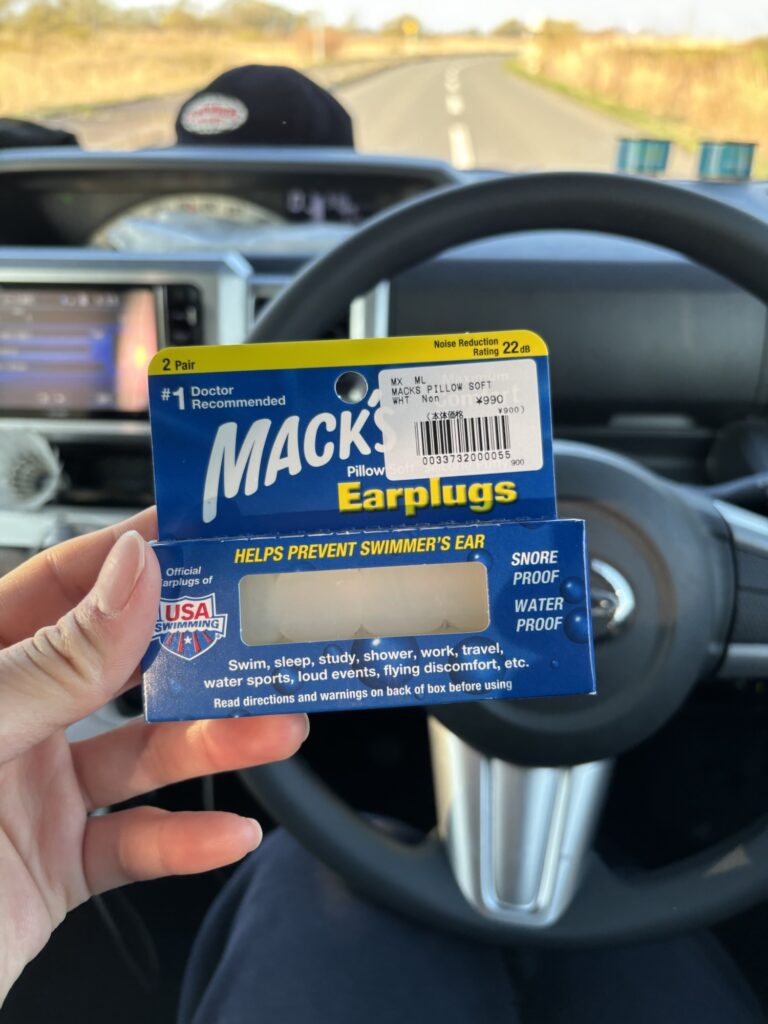 2 Pair
Noise Reduction
Rating 22dB
#1 Doctor
Recommended
MACK'S
MX ML
MACKS PILLOW SOFT
WHT Non ¥990
(本体価格 ¥900)
0033732000055
900
Pillow Soft
Earplugs
HELPS PREVENT SWIMMER'S EAR
Official
Earplugs of
USA
SWIMMING
SNORE
PROOF
WATER
PROOF
Swim, sleep, study, shower, work, travel,
water sports, loud events, flying discomfort, etc.
Read directions and warnings on back of box before using